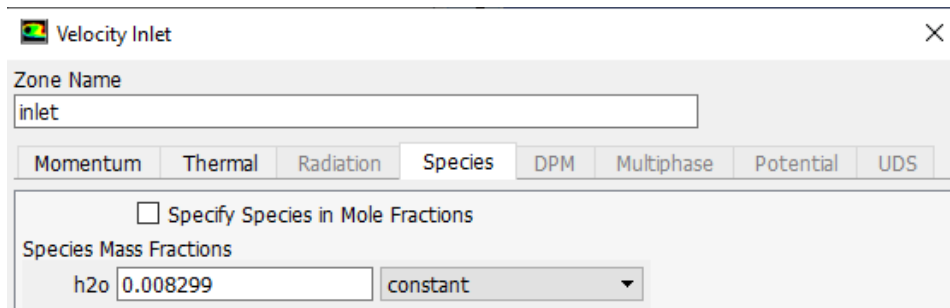 Velocity Inlet
Zone Name
inlet
Momentum Thermal Radiation Species DPM Multiphase Potential UDS
Specify Species in Mole Fractions
Species Mass Fractions
h2o 0.008299 constant